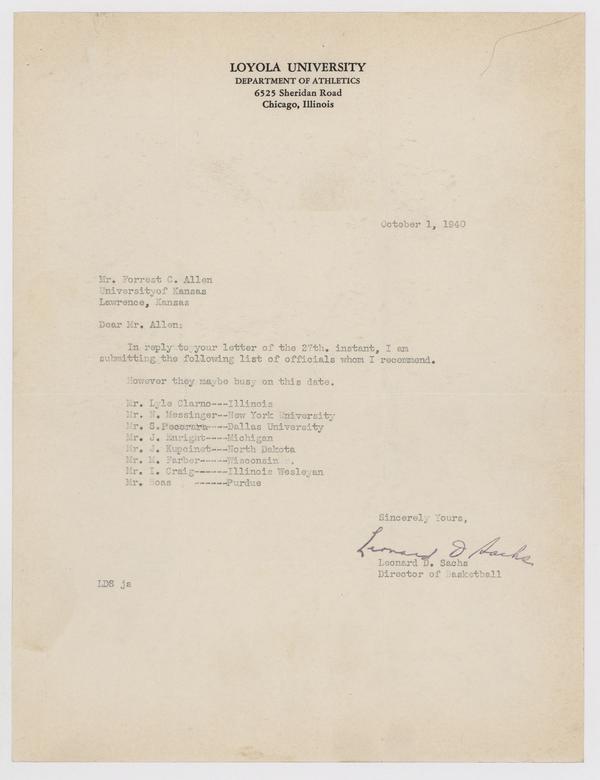 LOYOLA UNIVERSITY
DEPARTMENT OF ATHLETICS
6525 Sheridan Road
Chicago, Illinois
October 1, 1940
Mr. Forrest C. Allen
Universityof Kansas
Lawrence, Kansas
Dear Mr. Allen:
In reply to your letter of the 27th. instant, I am
submitting the following list of officials whom I recommend.
However they maybe busy on this date.
Mr. Lyle Clarno---Illinois
Mr. N. Messinger--New York University
Mr. S.Pecorara----Dallas University
Mr. J. Enright----Michigan
Mr. J. Kupcinet---North Dakota
Mr. M. Farber-----Wisconsin
Mr. I. Craig------Illinois Wesleyan
Mr. Boas ------Purdue
Sincerely Yours,
Leonard D Sachs
Leonard D. Sachs
Director of Basketball
LDS ja